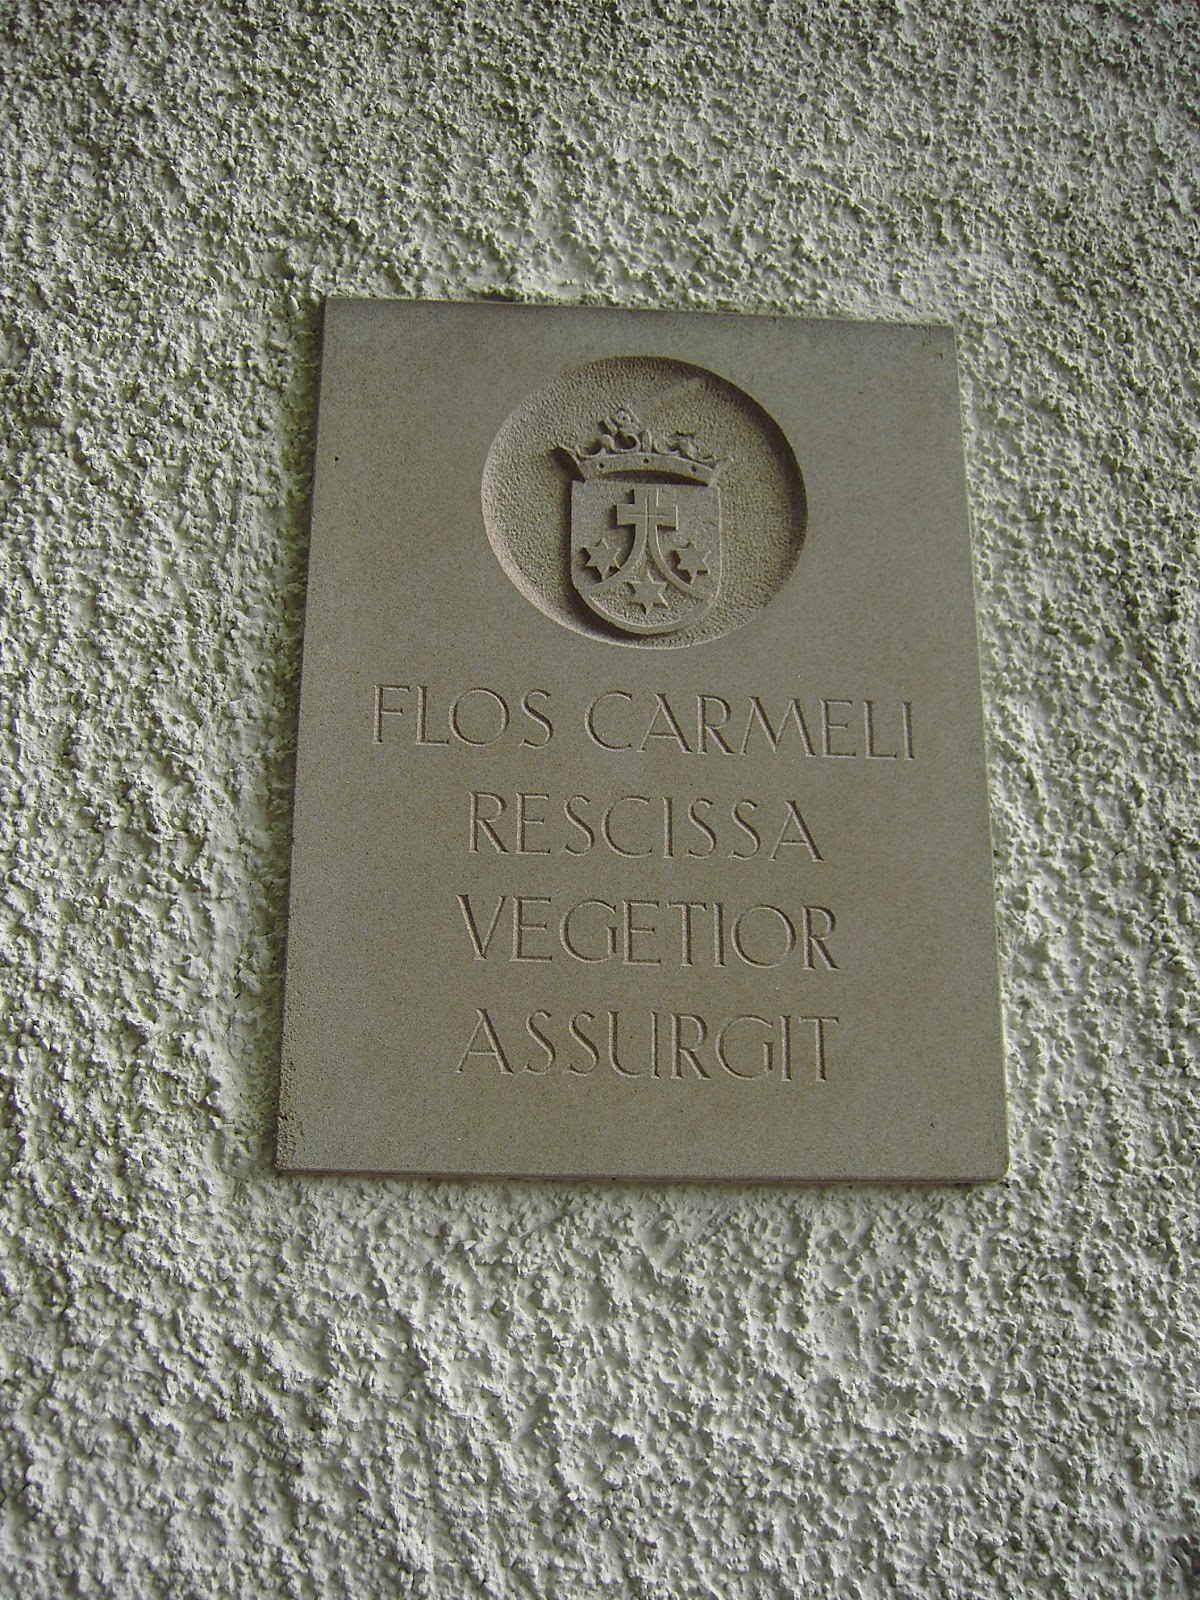 FLOS CARMELI
RESCISSA
VEGETIOR
ASSURGIT